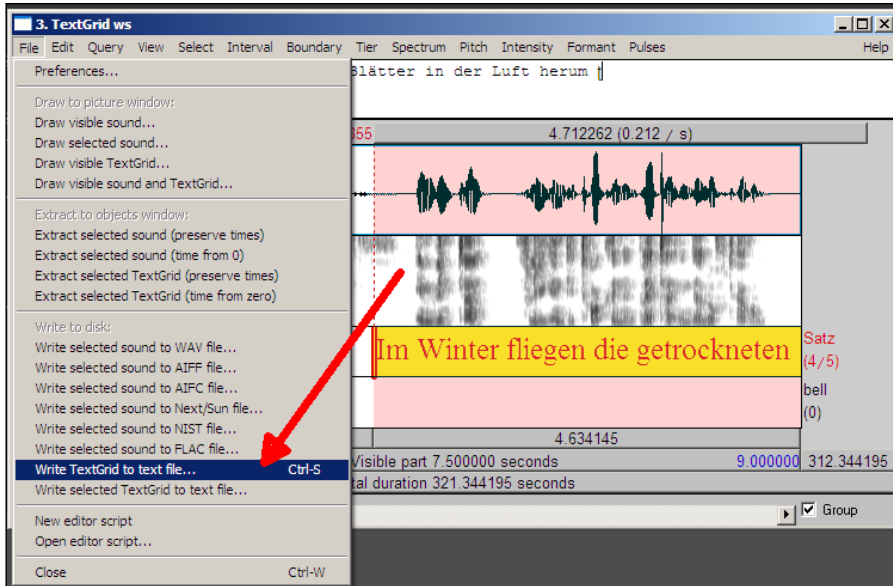 3. TextGrid ws
File Edit Query View Select Interval Boundary Tier Spectrum Pitch Intensity Formant Pulses Help
Preferences...
Blätter in der Luft herum
Draw to picture window:
Draw visible sound...
Draw selected sound...
355 4.712262 (0.212 / s)
Draw visible TextGrid...
Draw visible sound and TextGrid...
Extract to objects window:
Extract selected sound (preserve times)
Extract selected sound (time from 0)
Extract selected TextGrid (preserve times)
Extract selected TextGrid (time from zero)
Write to disk:
Write selected sound to WAV file...
Write selected sound to AIFF file...
Write selected sound to AIFC file...
Write selected sound to Next/Sun file...
Write selected sound to NIST file...
Write selected sound to FLAC file...
Write TextGrid to text file... Ctrl-S
Write selected TextGrid to text file...
New editor script
Open editor script...
Close Ctrl-W
Im Winter fliegen die getrockneten
Satz
(4/5)
bell
(0)
4.634145
Visible part 7.500000 seconds 9.000000 312.344195
tal duration 321.344195 seconds
Group